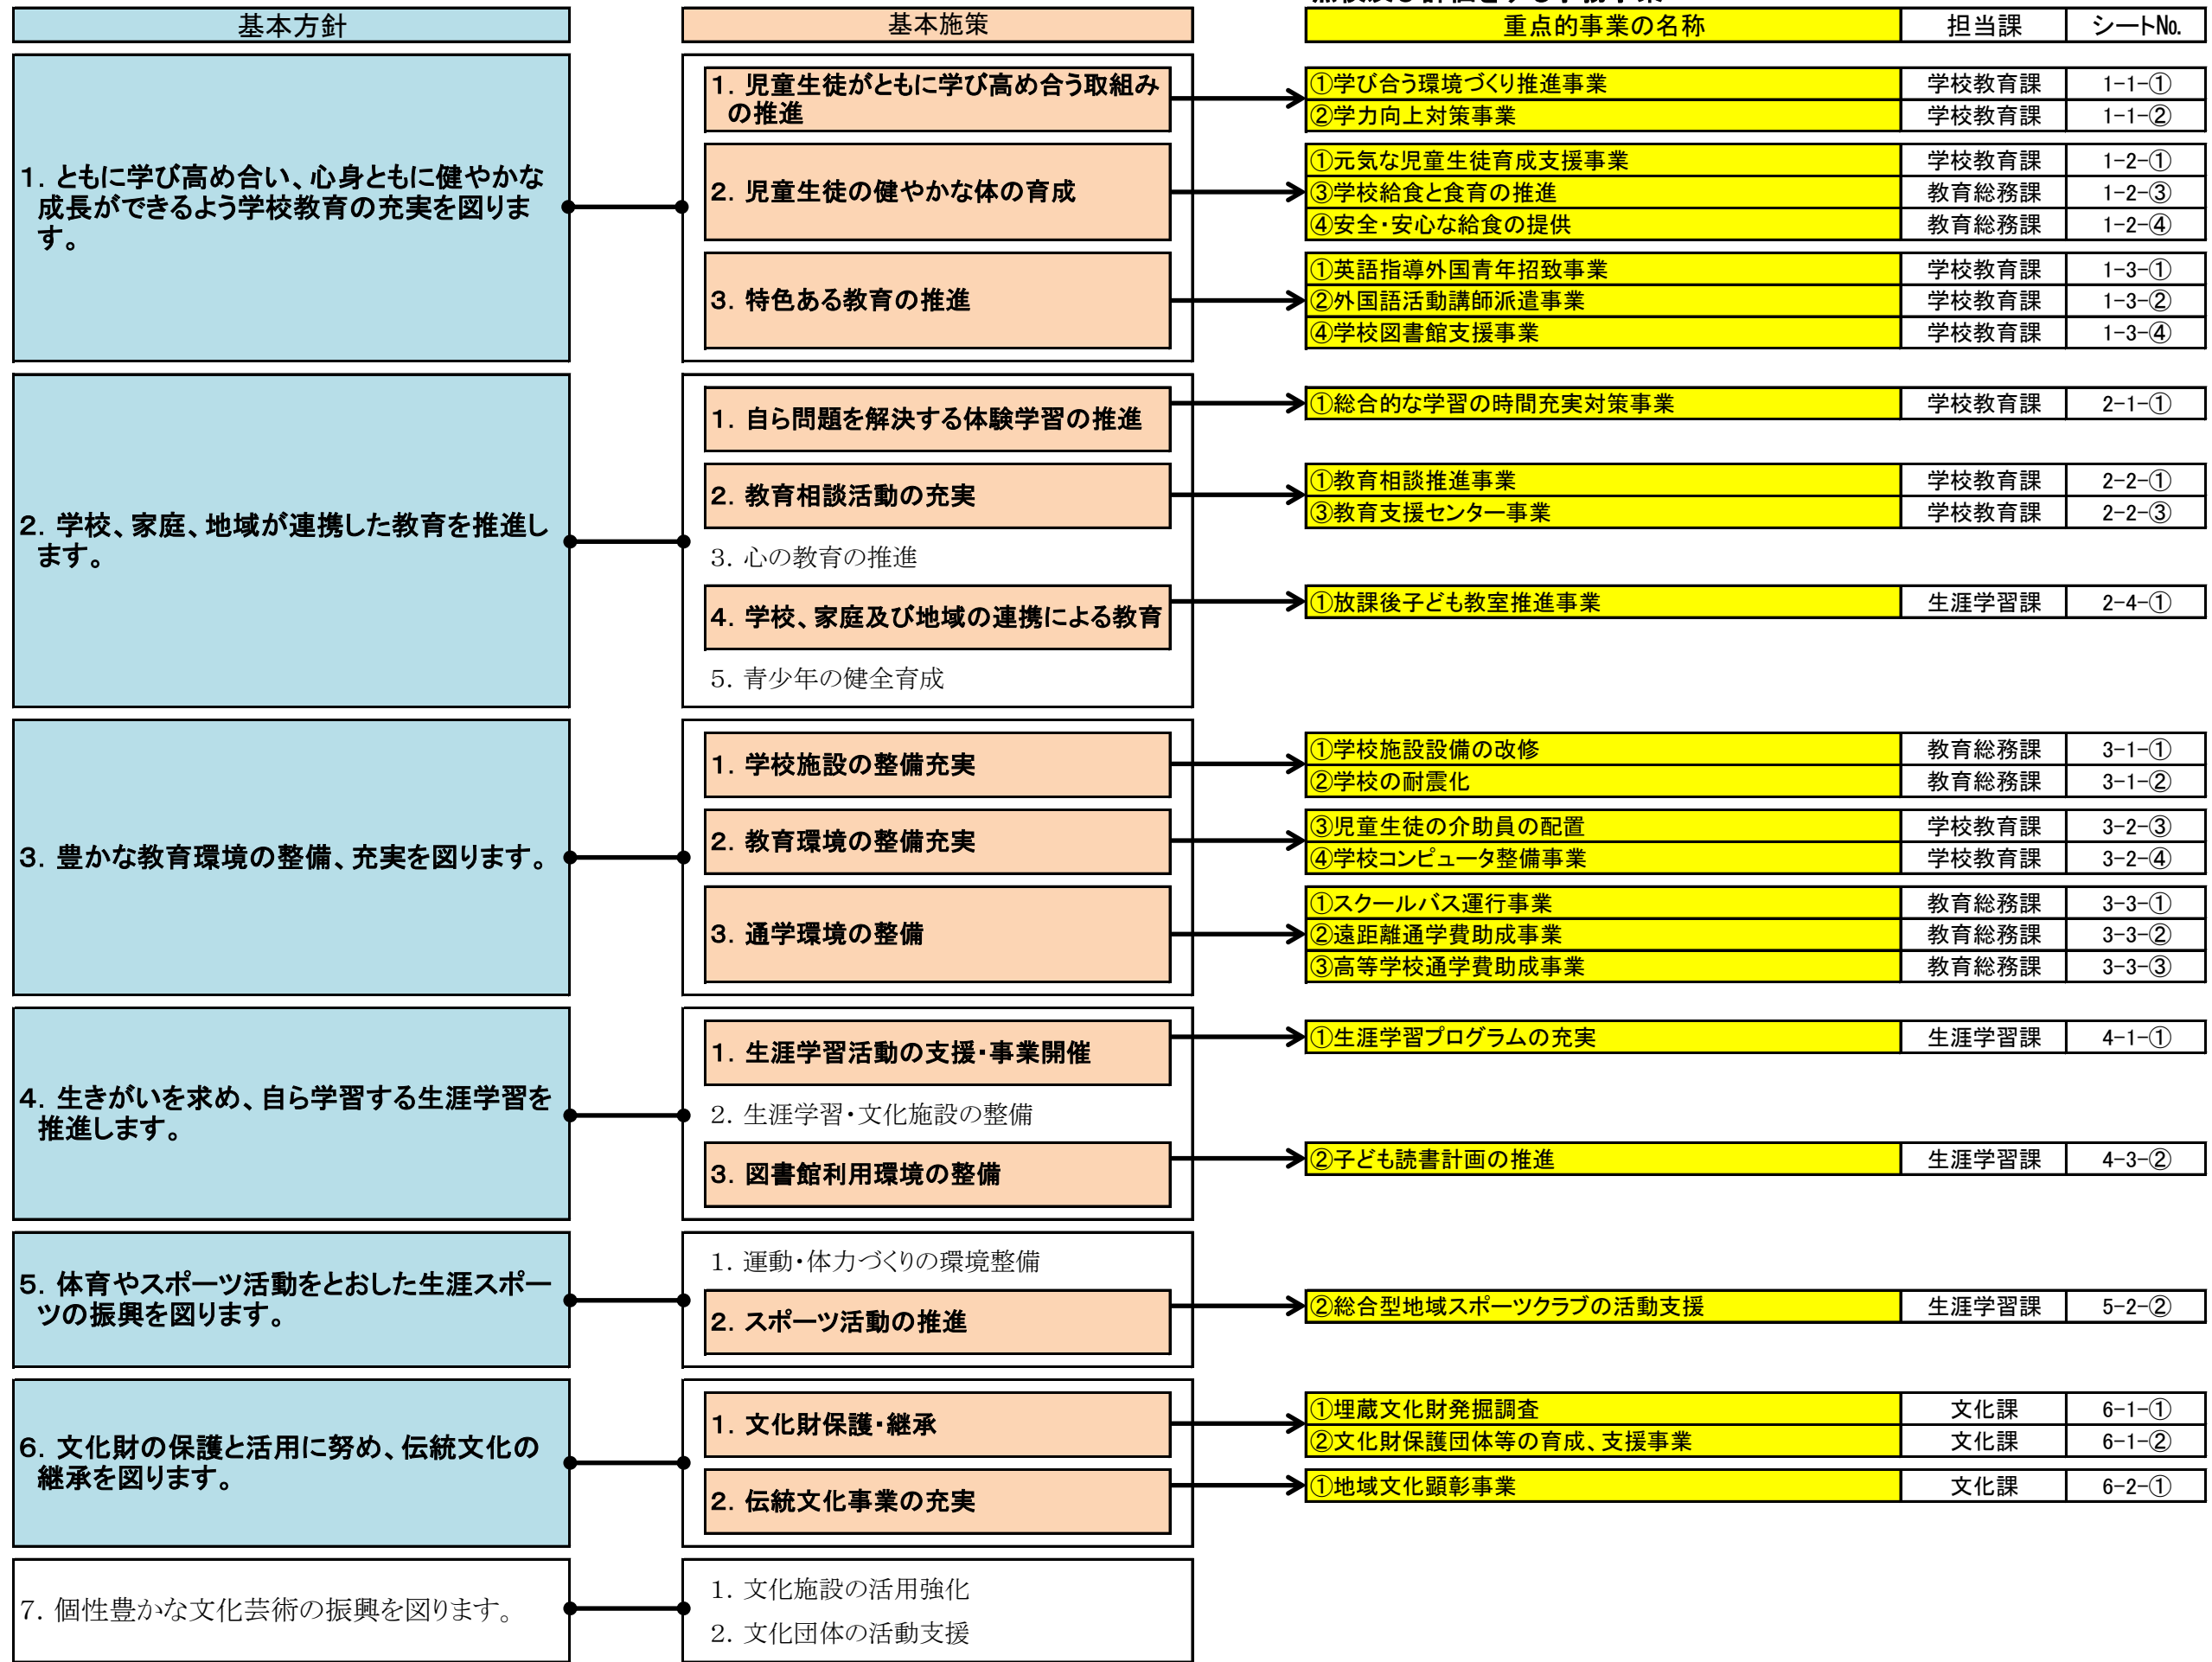 基本方針
基本施策
重点的事業の名称 担当課 シートNo.
1. ともに学び高め合い、心身ともに健やかな
成長ができるよう学校教育の充実を図りま
す。
1. 児童生徒がともに学び高め合う取組み
の推進
①学び合う環境づくり推進事業 学校教育課 1-1-①
②学力向上対策事業 学校教育課 1-1-②
2. 児童生徒の健やかな体の育成
①元気な児童生徒育成支援事業 学校教育課 1-2-①
③学校給食と食育の推進 教育総務課 1-2-③
④安全・安心な給食の提供 教育総務課 1-2-④
3. 特色ある教育の推進
①英語指導外国青年招致事業 学校教育課 1-3-①
②外国語活動講師派遣事業 学校教育課 1-3-②
④学校図書館支援事業 学校教育課 1-3-④
2. 学校、家庭、地域が連携した教育を推進し
ます。
1. 自ら問題を解決する体験学習の推進
①総合的な学習の時間充実対策事業 学校教育課 2-1-①
2. 教育相談活動の充実
①教育相談推進事業 学校教育課 2-2-①
③教育支援センター事業 学校教育課 2-2-③
3. 心の教育の推進
4. 学校、家庭及び地域の連携による教育
①放課後子ども教室推進事業 生涯学習課 2-4-①
5. 青少年の健全育成
3. 豊かな教育環境の整備、充実を図ります。
1. 学校施設の整備充実
①学校施設設備の改修 教育総務課 3-1-①
②学校の耐震化 教育総務課 3-1-②
2. 教育環境の整備充実
③児童生徒の介助員の配置 学校教育課 3-2-③
④学校コンピュータ整備事業 学校教育課 3-2-④
3. 通学環境の整備
①スクールバス運行事業 教育総務課 3-3-①
②遠距離通学費助成事業 教育総務課 3-3-②
③高等学校通学費助成事業 教育総務課 3-3-③
4. 生きがいを求め、自ら学習する生涯学習を
推進します。
1. 生涯学習活動の支援・事業開催
①生涯学習プログラムの充実 生涯学習課 4-1-①
2. 生涯学習・文化施設の整備
3. 図書館利用環境の整備
②子ども読書計画の推進 生涯学習課 4-3-②
5. 体育やスポーツ活動をとおした生涯スポー
ツの振興を図ります。
1. 運動・体力づくりの環境整備
2. スポーツ活動の推進
②総合型地域スポーツクラブの活動支援 生涯学習課 5-2-②
6. 文化財の保護と活用に努め、伝統文化の
継承を図ります。
1. 文化財保護・継承
①埋蔵文化財発掘調査 文化課 6-1-①
②文化財保護団体等の育成、支援事業 文化課 6-1-②
2. 伝統文化事業の充実
①地域文化顕彰事業 文化課 6-2-①
7. 個性豊かな文化芸術の振興を図ります。
1. 文化施設の活用強化
2. 文化団体の活動支援